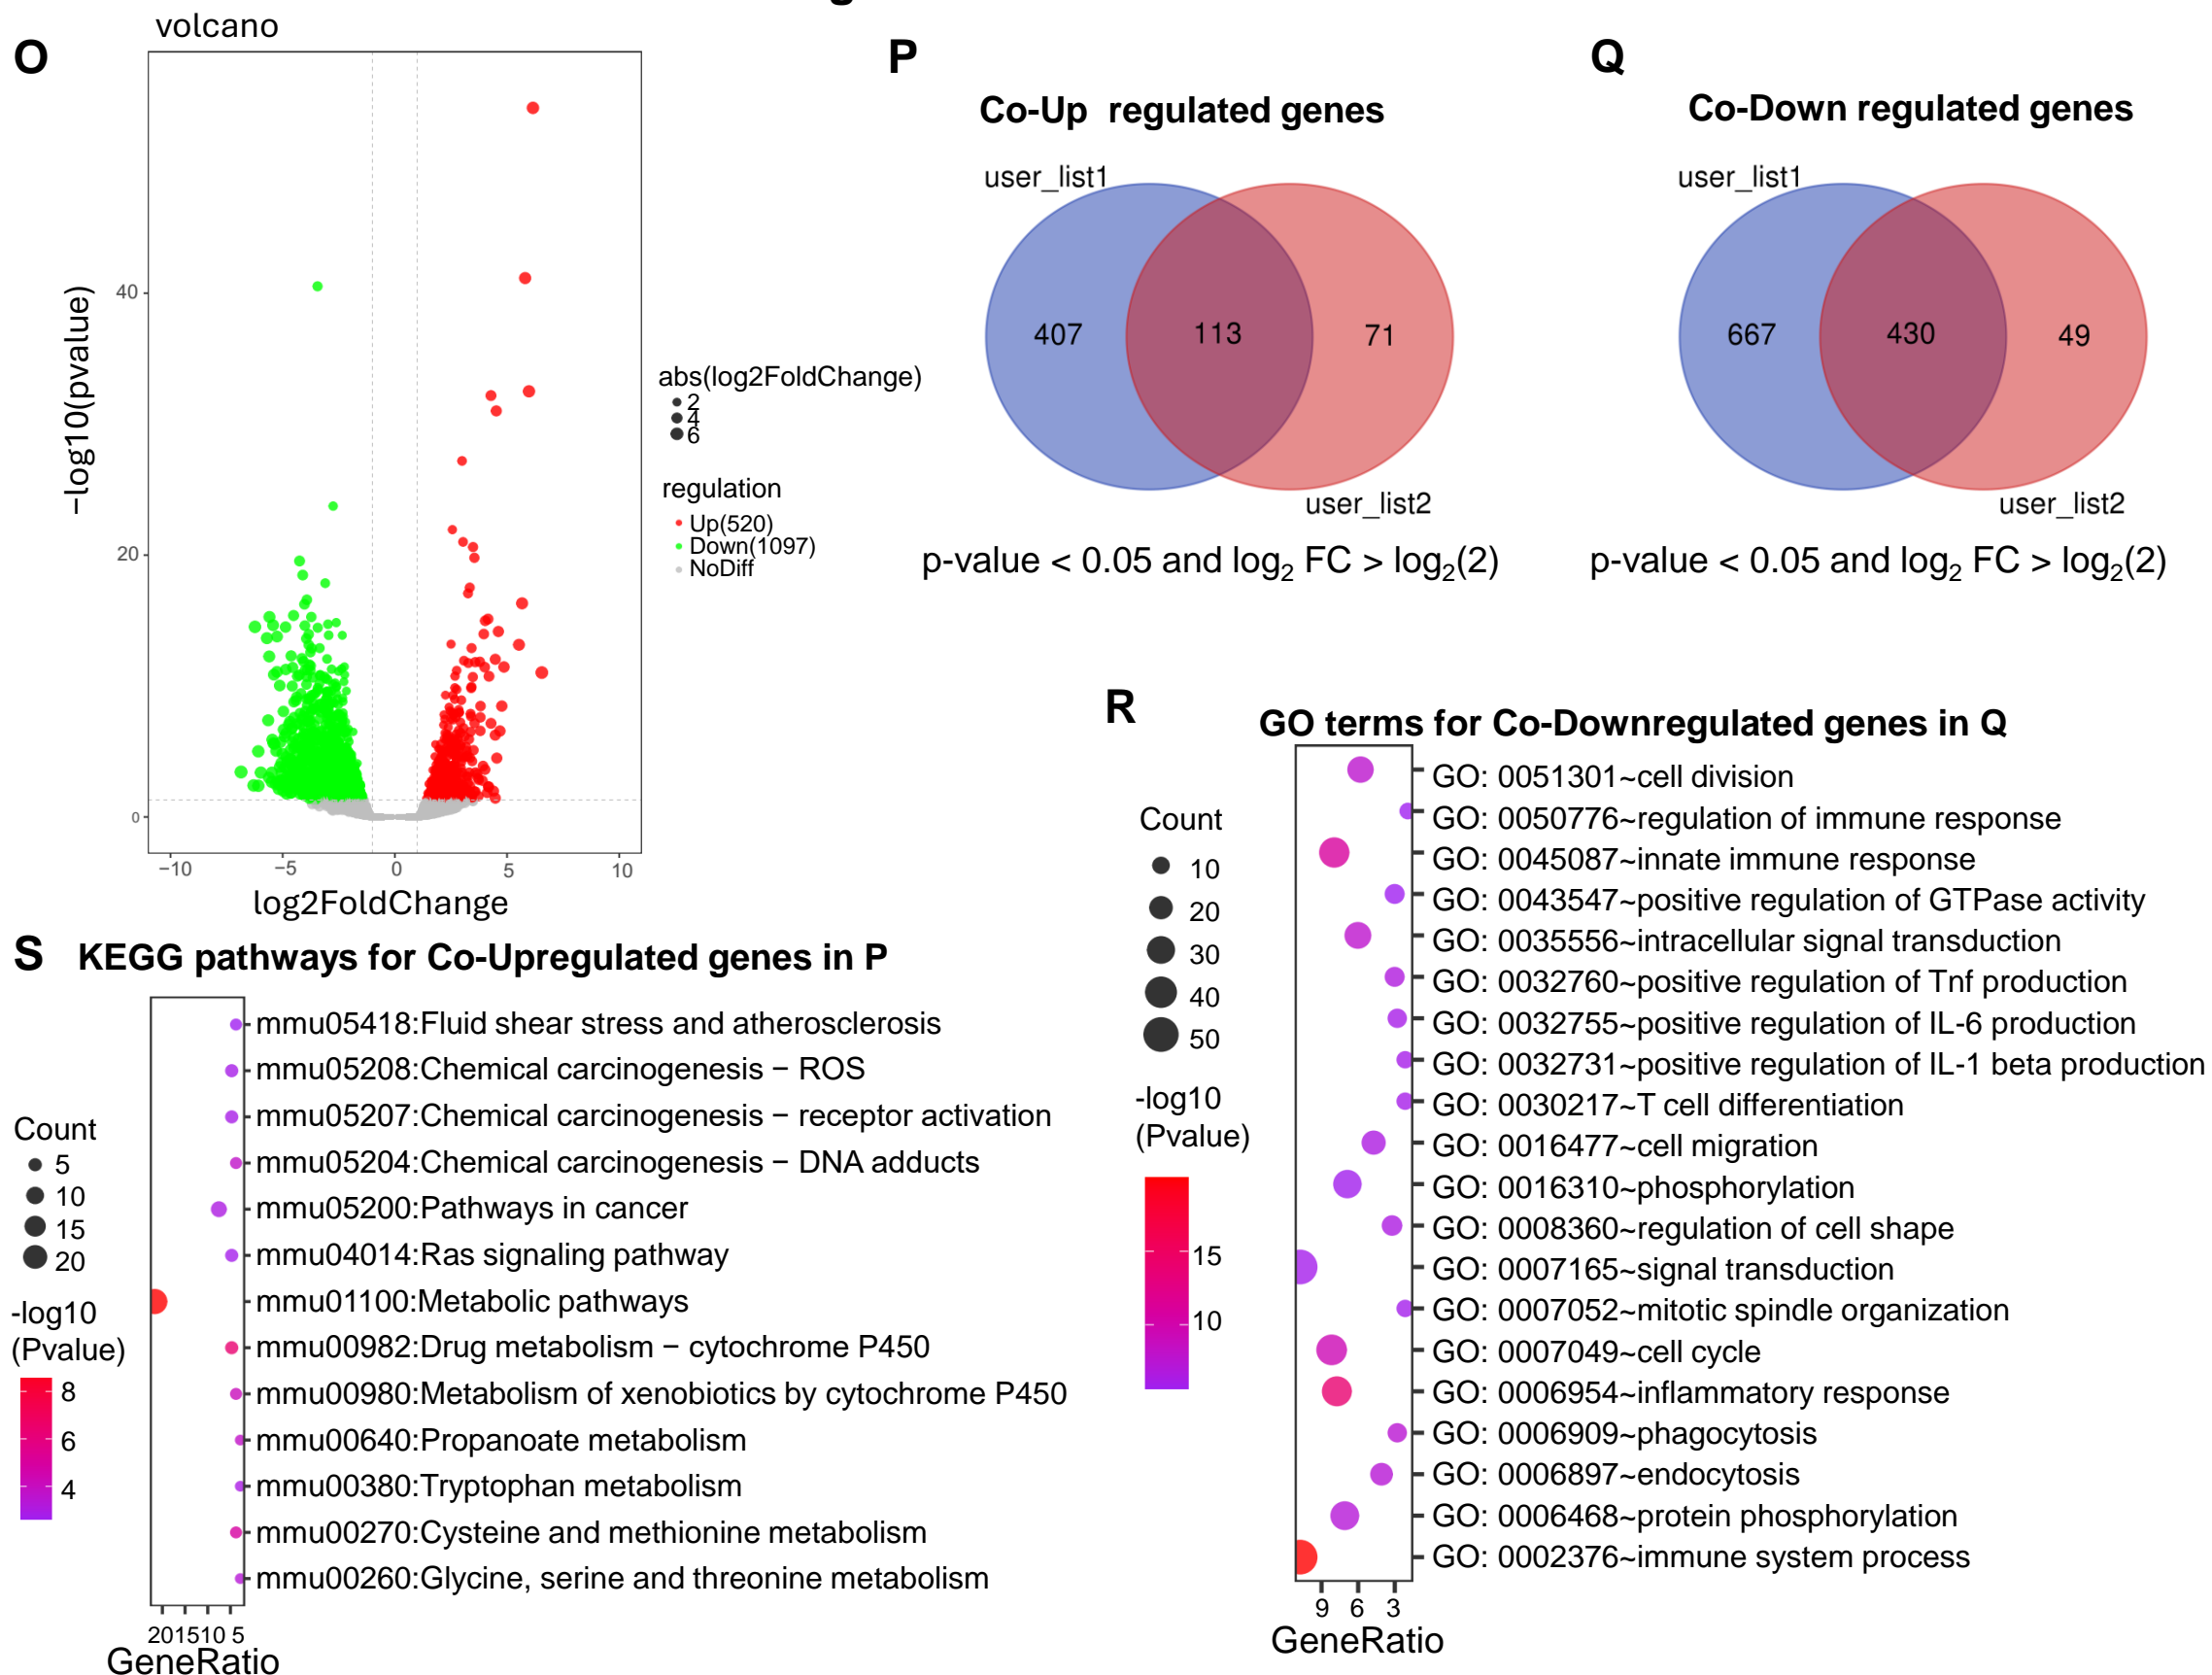 g
O
volcano
−log10(pvalue)
40
20
0
−10
−5
0
5
10
log2FoldChange
abs(log2FoldChange)
2
4
6
regulation
Up(520)
Down(1097)
NoDiff
P
Co-Up regulated genes
user_list1
407
113
71
user_list2
p-value < 0.05 and log2 FC > log2(2)
Q
Co-Down regulated genes
user_list1
667
430
49
user_list2
p-value < 0.05 and log2 FC > log2(2)
R
GO terms for Co-Downregulated genes in Q
Count
10
20
30
40
50
-log10
(Pvalue)
15
10
GO: 0051301~cell division
GO: 0050776~regulation of immune response
GO: 0045087~innate immune response
GO: 0043547~positive regulation of GTPase activity
GO: 0035556~intracellular signal transduction
GO: 0032760~positive regulation of Tnf production
GO: 0032755~positive regulation of IL-6 production
GO: 0032731~positive regulation of IL-1 beta production
GO: 0030217~T cell differentiation
GO: 0016477~cell migration
GO: 0016310~phosphorylation
GO: 0008360~regulation of cell shape
GO: 0007165~signal transduction
GO: 0007052~mitotic spindle organization
GO: 0007049~cell cycle
GO: 0006954~inflammatory response
GO: 0006909~phagocytosis
GO: 0006897~endocytosis
GO: 0006468~protein phosphorylation
GO: 0002376~immune system process
9 6 3
GeneRatio
S
KEGG pathways for Co-Upregulated genes in P
Count
5
10
15
20
-log10
(Pvalue)
8
6
4
mmu05418:Fluid shear stress and atherosclerosis
mmu05208:Chemical carcinogenesis − ROS
mmu05207:Chemical carcinogenesis − receptor activation
mmu05204:Chemical carcinogenesis − DNA adducts
mmu05200:Pathways in cancer
mmu04014:Ras signaling pathway
mmu01100:Metabolic pathways
mmu00982:Drug metabolism − cytochrome P450
mmu00980:Metabolism of xenobiotics by cytochrome P450
mmu00640:Propanoate metabolism
mmu00380:Tryptophan metabolism
mmu00270:Cysteine and methionine metabolism
mmu00260:Glycine, serine and threonine metabolism
201510 5
GeneRatio